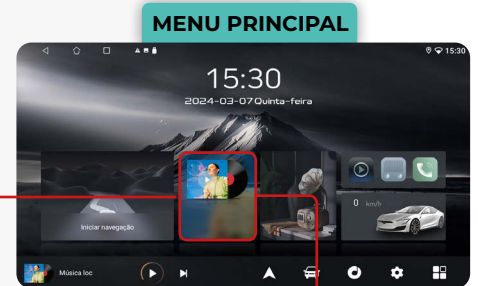 MENU PRINCIPAL
15:30
15:30
2024-03-07 Quinta-feira
Iniciar navegação
0 km/h
Música loc